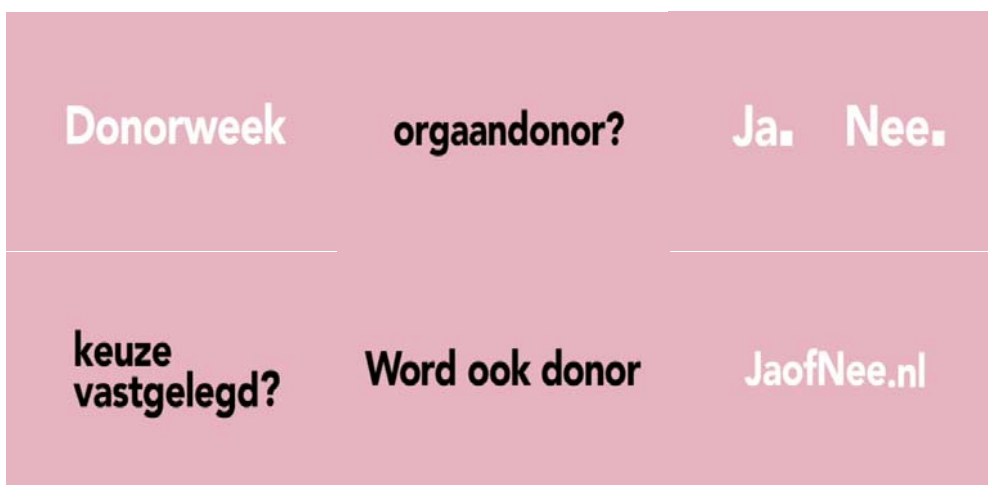 Donorweek
orgaandonor?
Ja. Nee.
keuze
vastgelegd?
Word ook donor
JaofNee.nl